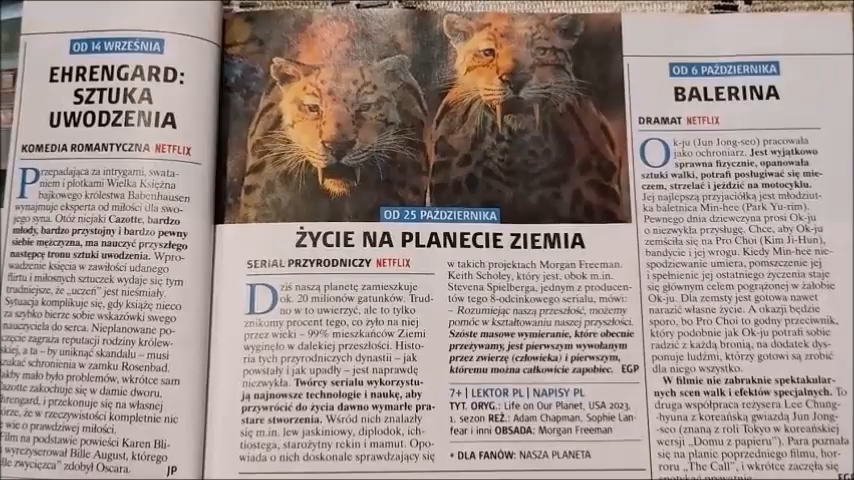 OD 14 WRZEŚNIA
EHRENGARD:
SZTUKA
UWODZENIA
KOMEDIA ROMANTYCZNA NETFLIX
Przepadająca za intrygami, swata-
niem i plotkami Wielka Księżna
bajkowego królestwa Babenhausen
wynajmuje eksperta od miłości dla swo-
jego syna. Otóż niejaki Cazotte, bardzo
młody, bardzo przystojny i bardzo pewny
siebie mężczyzna, ma nauczyć przyszłego
następcę tronu sztuki uwodzenia. Wpro-
wadzenie księcia w zawiłości udanego
flirtu i miłosnych sztuczek wydaje się tym
trudniejsze, że "uczeń" jest nieśmiały.
Sytuacja komplikuje się, gdy książę nieco
za szybko bierze sobie wskazówki swego
nauczyciela do serca. Nieplanowane po-
częcie zagraża reputacji rodziny królew-
skiej, a ta – by uniknąć skandalu – musi
szukać schronienia w zamku Rosenbad.
Jakby mało było problemów, wkrótce sam
Cazotte zakochuje się w damie dworu,
Ehrengard, i przekonuje się na własnej
skórze, że w rzeczywistości kompletnie nic
nie wie o prawdziwej miłości.
Film na podstawie powieści Karen Bli-
wyreżyserował Bille August, którego
"elle zwycięzca" zdobył Oscara. JP
OD 25 PAŹDZIERNIKA
ŻYCIE NA PLANECIE ZIEMIA
SERIAL PRZYRODNICZY NETFLIX
Dziś naszą planetę zamieszkuje
ok. 20 milionów gatunków. Trud-
no w to uwierzyć, ale to tylko
znikomy procent tego, co żyło na niej
przez wieki – 99% mieszkańców Ziemi
wyginęło w dalekiej przeszłości. Histo-
ria tych przyrodniczych dynastii – jak
powstały i jak upadły – jest naprawdę
niezwykła. Twórcy serialu wykorzystu-
ją najnowsze technologie i naukę, aby
przywrócić do życia dawno wymarłe pra-
stare stworzenia. Wśród nich znalazły
się m.in. lew jaskiniowy, diplodok, ich-
tiostega, starożytny rekin i mamut. Opo-
wiada o nich doskonale sprawdzający się
w takich projektach Morgan Freeman.
Keith Scholey, który jest, obok m.in.
Stevena Spielberga, jednym z producen-
tów tego 8-odcinkowego serialu, mówi:
– Rozumiejąc naszą przeszłość, możemy
pomóc w kształtowaniu naszej przyszłości.
Szóste masowe wymieranie, które obecnie
przeżywamy, jest pierwszym wywołanym
przez zwierzę (człowieka) i pierwszym,
któremu można całkowicie zapobiec. EGP
7+ | LEKTOR PL | NAPISY PL
TYT. ORYG.: Life on Our Planet, USA 2023,
1. sezon REŻ.: Adam Chapman, Sophie Lan-
fear i inni OBSADA: Morgan Freeman
• DLA FANÓW: NASZA PLANETA
OD 6 PAŹDZIERNIKA
BALERINA
DRAMAT NETFLIX
Ok-ju (Jun Jong-seo) pracowała
jako ochroniarz. Jest wyjątkowo
sprawna fizycznie, opanowała
sztuki walki, potrafi posługiwać się mie-
czem, strzelać i jeździć na motocyklu.
Jej najlepszą przyjaciółką jest młodziut-
ka baletnica Min-hee (Park Yu-rim).
Pewnego dnia dziewczyna prosi Ok-ju
o niezwykłą przysługę. Chce, aby Ok-ju
zemściła się na Pro Choi (Kim Ji-Hun),
bandycie i jej wrogu. Kiedy Min-hee nie-
spodziewanie umiera, pomszczenie jej
i spełnienie jej ostatniego życzenia staje
się głównym celem pogrążonej w żałobie
Ok-ju. Dla zemsty jest gotowa nawet
narazić własne życie. A okazji będzie
sporo, bo Pro Choi to godny przeciwnik,
który podobnie jak Ok-ju potrafi sobie
radzić z każdą bronią, na dodatek dys-
ponuje ludźmi, którzy gotowi są zrobić
dla niego wszystko.
W filmie nie zabraknie spektakular-
nych scen walk i efektów specjalnych. To
druga współpraca reżysera Lee Chung-
-hyuna z koreańską gwiazdą Jun Jong-
-seo (znaną z roli Tokyo w koreańskiej
wersji „Domu z papieru"). Para poznała
się na planie poprzedniego filmu, hor-
roru „The Call", i wkrótce zaczęła się